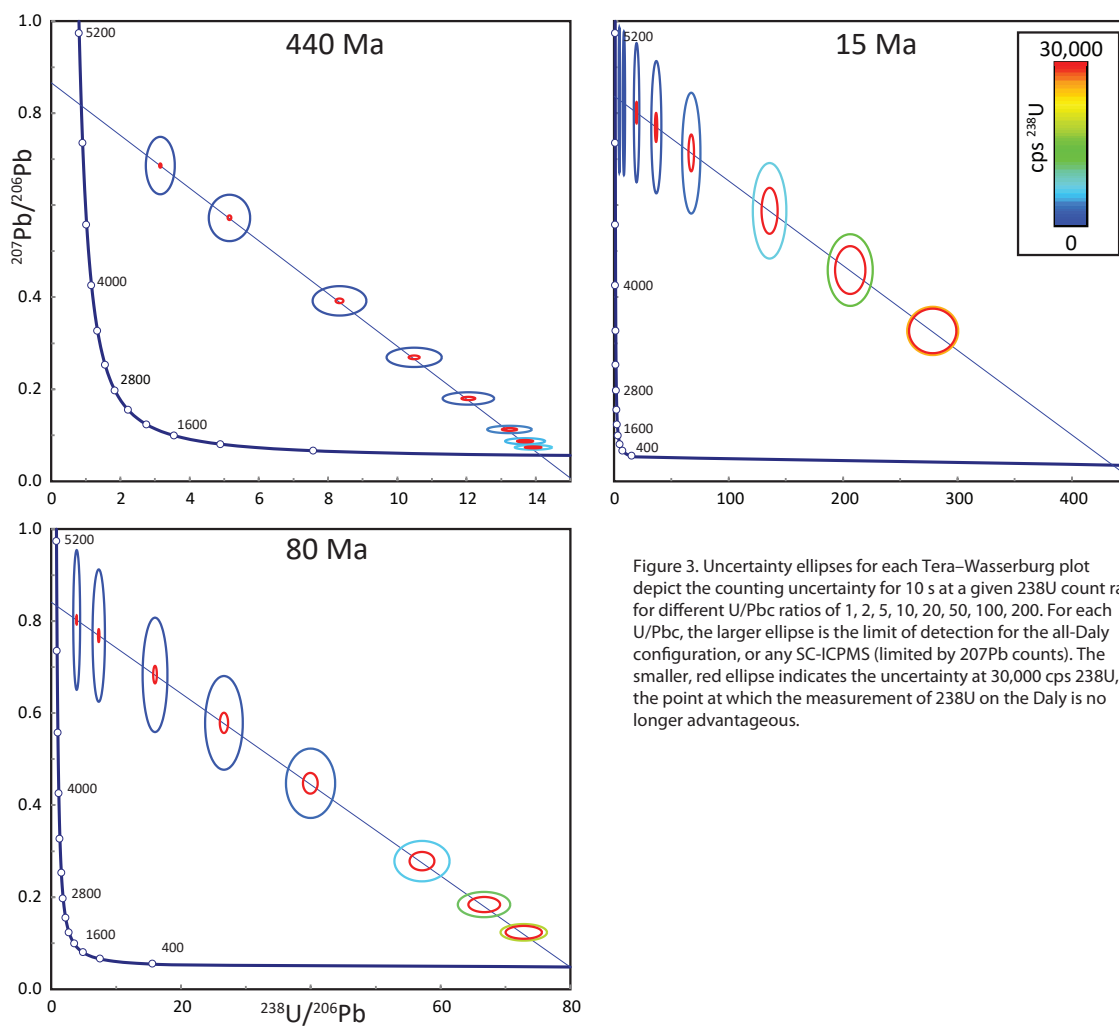 440 Ma
1.0
0.8
0.6
0.4
0.2
0.0
207Pb/206Pb
5200
4000
2800
1600
0 2 4 6 8 10 12 14
15 Ma
5200
4000
2800
1600
400
0 100 200 300 400
30,000
cps 238U
0
80 Ma
1.0
0.8
0.6
0.4
0.2
0.0
5200
4000
2800
1600
400
0 20 40 60 80
238U/206Pb
Figure 3. Uncertainty ellipses for each Tera–Wasserburg plot
depict the counting uncertainty for 10 s at a given 238U count
for different U/Pbc ratios of 1, 2, 5, 10, 20, 50, 100, 200. For each
U/Pbc, the larger ellipse is the limit of detection for the all-Daly
configuration, or any SC-ICPMS (limited by 207Pb counts). The
smaller, red ellipse indicates the uncertainty at 30,000 cps 238U,
the point at which the measurement of 238U on the Daly is no
longer advantageous.